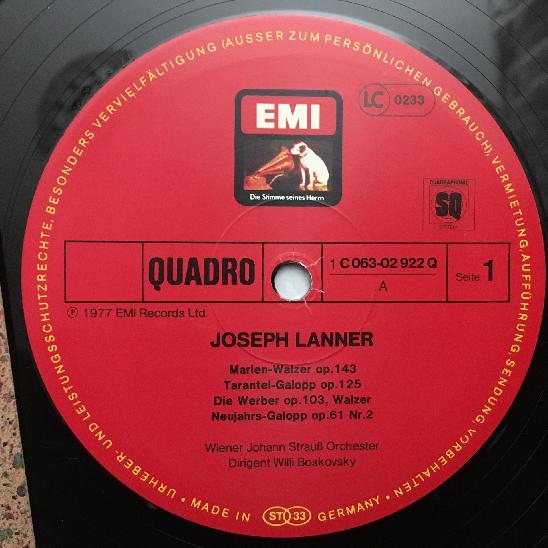 URHEBER- UND LEISTUNGSSCHUTZRECHTE, BESONDERS VERVIELFÄLTIGUNG (AUSSER ZUM PERSÖNLICHEN GEBRAUCH), VERMIETUNG, AUFFÜHRUNG, SENDUNG, VORBEHALTEN •
LC 0233
EMI
Die Stimme seines Herrn
QUADRAPHONIC
SQ
SYSTEM
QUADRO
1 C 063-02 922 Q
A
Seite 1
℗ 1977 EMI Records Ltd.
JOSEPH LANNER
Marien-Walzer op.143
Tarantel-Galopp op.125
Die Werber op.103, Walzer
Neujahrs-Galopp op.61 Nr.2
Wiener Johann Strauß Orchester
Dirigent Willi Boskovsky
• MADE IN ST 33 GERMANY •